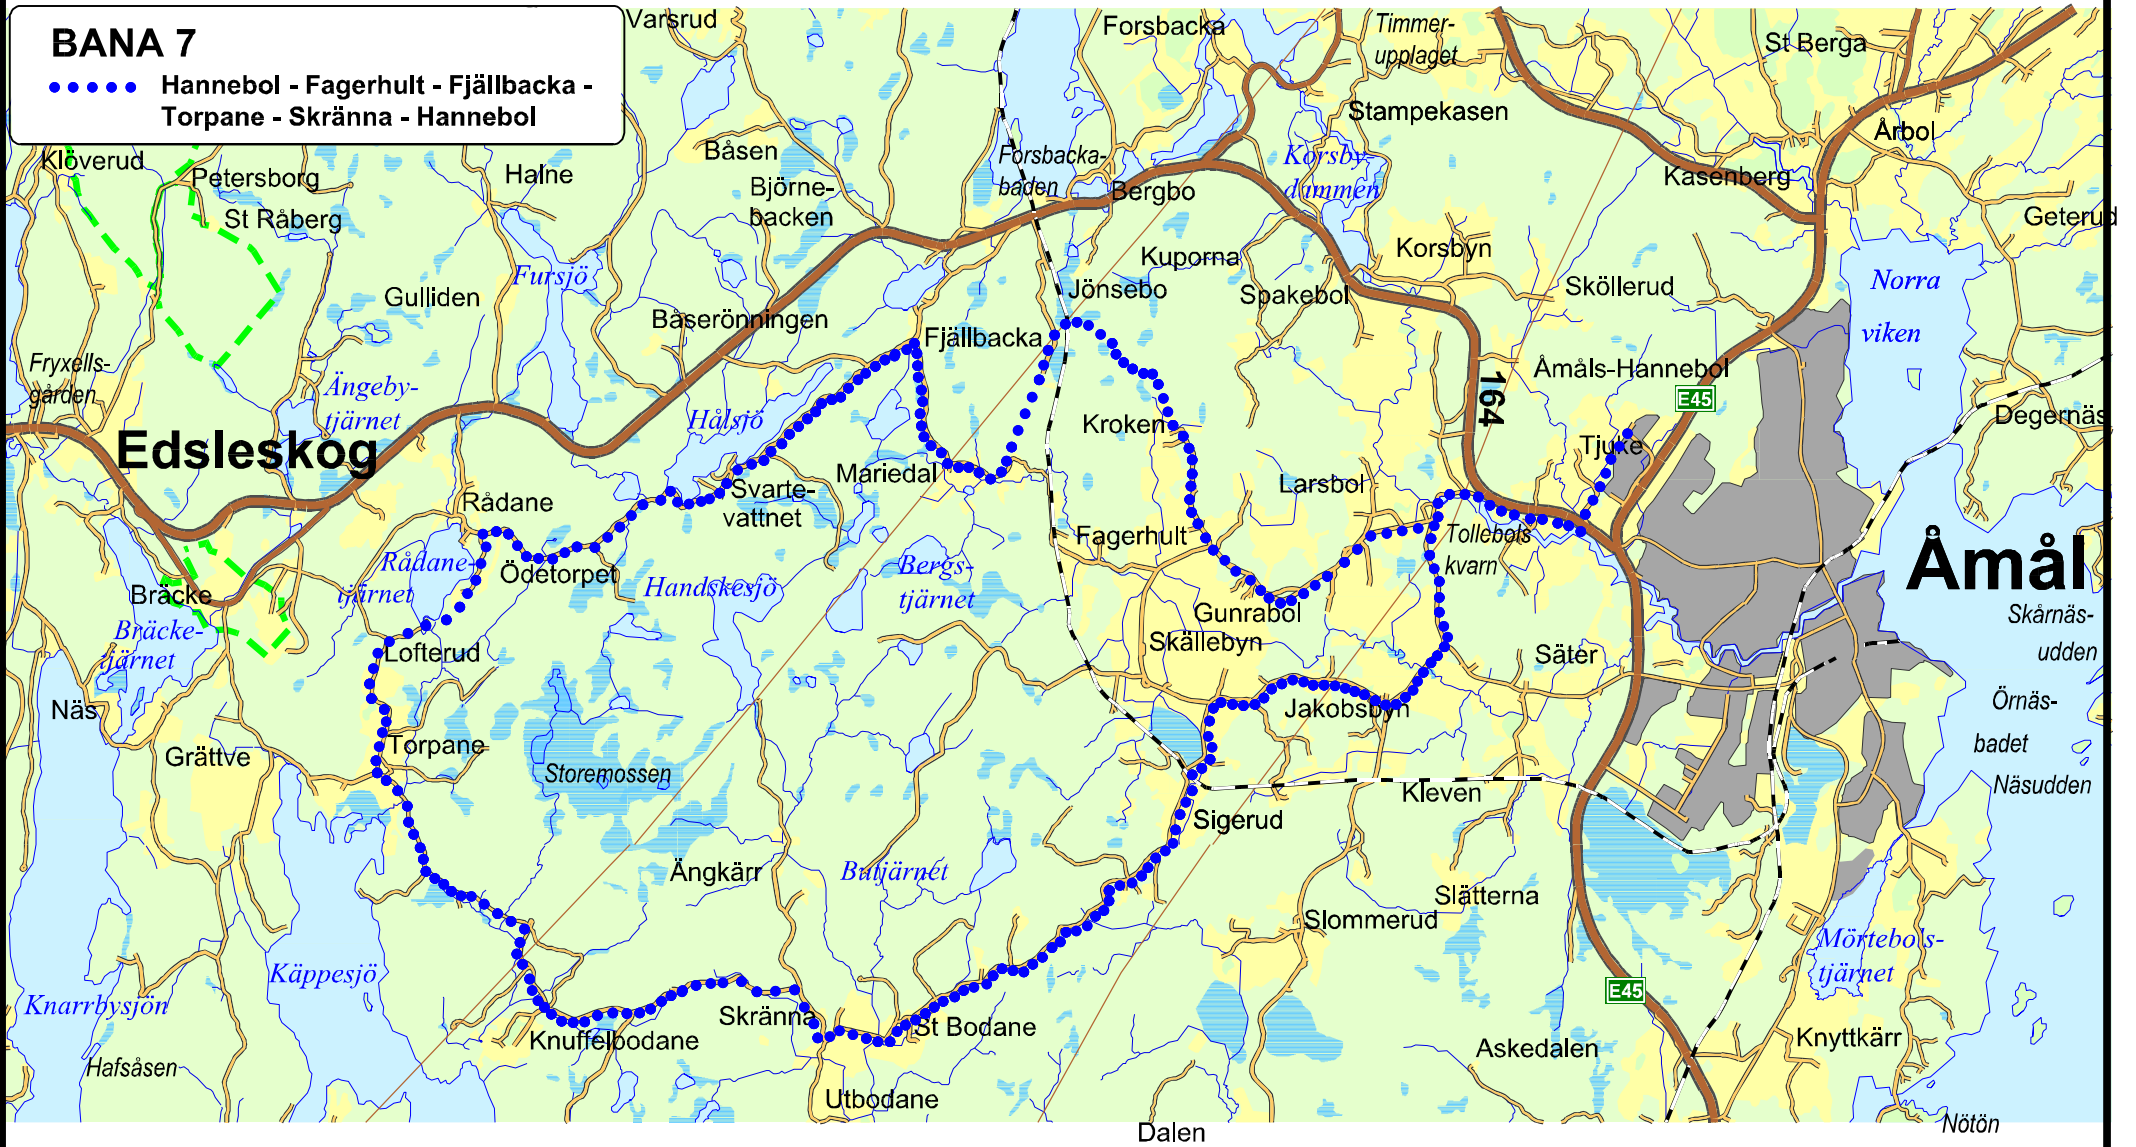 BANA 7
Hannebol - Fagerhult - Fjällbacka -
Torpane - Skränna - Hannebol
Varsrud
Forsbacka
Timmer-
upplaget
St Berga
Stampekasen
Årbol
Klöverud
Petersborg
Halne
Båsen
Forsbacka-
baden
Korsby-
dammen
Kasenberg
Björne-
backen
Bergbo
St Råberg
Geterud
Korsbyn
Kuporna
Fursjö
Gulliden
Jönsebo
Spakebol
Sköllerud
Norra
viken
Båserönningen
Fjällbacka
Fryxells-
gården
Ängeby-
tjärnet
Åmåls-Hannebol
164
E45
Hålsjö
Kroken
Degernäs
Edsleskog
Tjuke
Mariedal
Svarte-
vattnet
Larsbol
Rådane
Fagerhult
Tollebols
kvarn
Åmål
Rådane-
tjärnet
Ödetorpet
Handskesjö
Bergs-
tjärnet
Bräcke
Bräcke-
tjärnet
Gunrabol
Skårnäs-
udden
Lofterud
Skällebyn
Säter
Näs
Jakobsbyn
Örnäs-
badet
Grättve
Torpane
Storemossen
Näsudden
Kleven
Sigerud
Ängkärr
Butjärnet
Slätterna
Slommerud
Mörtebols-
tjärnet
Käppesjö
Knarrbysjön
E45
Skränna
St Bodane
Knuffelbodane
Knyttkärr
Askedalen
Hafsåsen
Utbodane
Nötön
Dalen